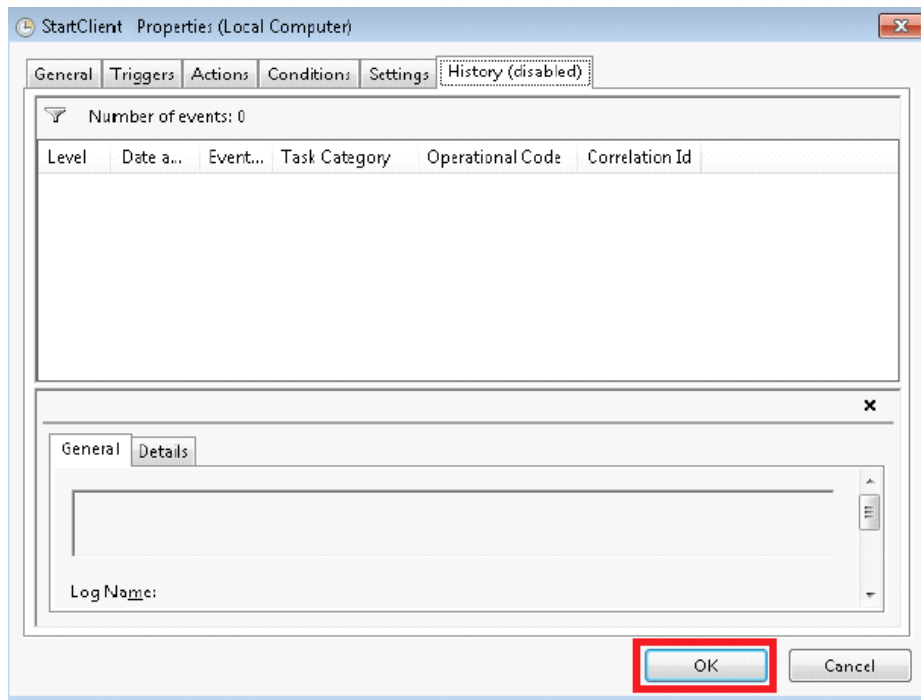 StartClient Properties (Local Computer)
General Triggers Actions Conditions Settings History (disabled)
Number of events: 0
Level Date a... Event... Task Category Operational Code Correlation Id
General Details
Log Name:
OK Cancel